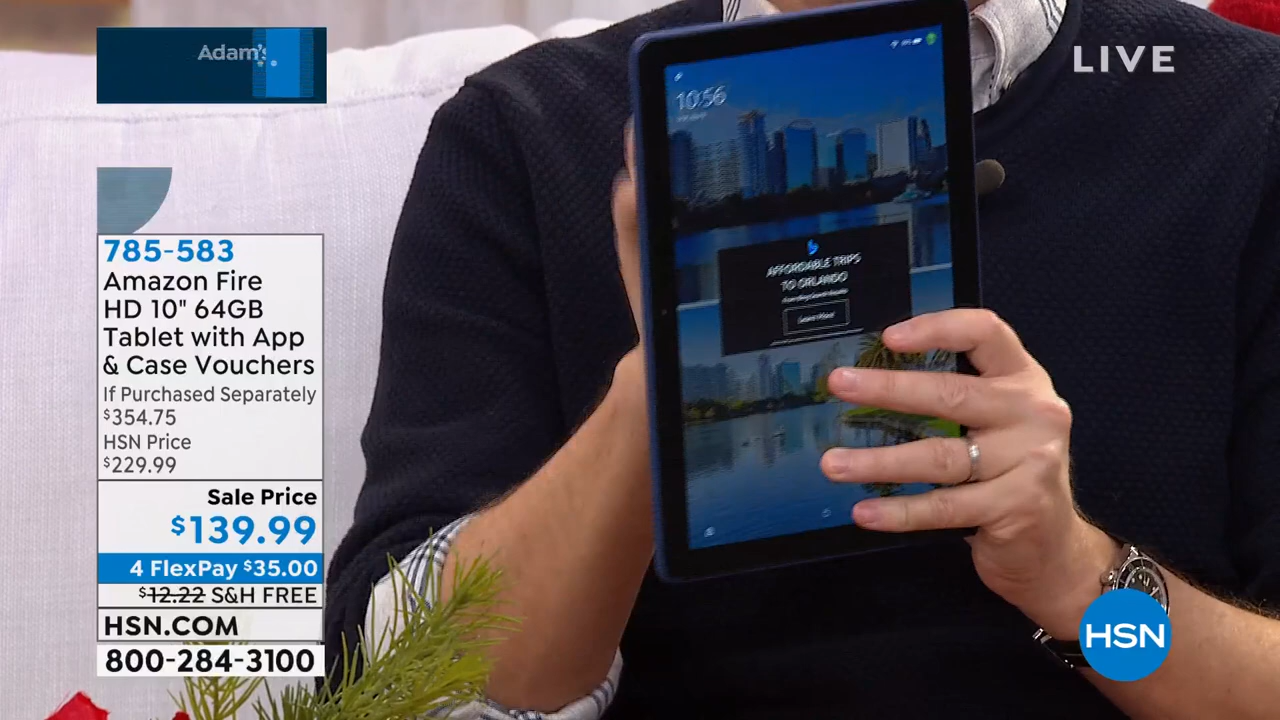 Adam's
LIVE
10:56
AFFORDABLE TRIPS
TO ORLANDO
Learn More
785-583
Amazon Fire
HD 10" 64GB
Tablet with App
& Case Vouchers
If Purchased Separately
$354.75
HSN Price
$229.99
Sale Price
$139.99
4 FlexPay $35.00
$12.22 S&H FREE
HSN.COM
800-284-3100
HSN